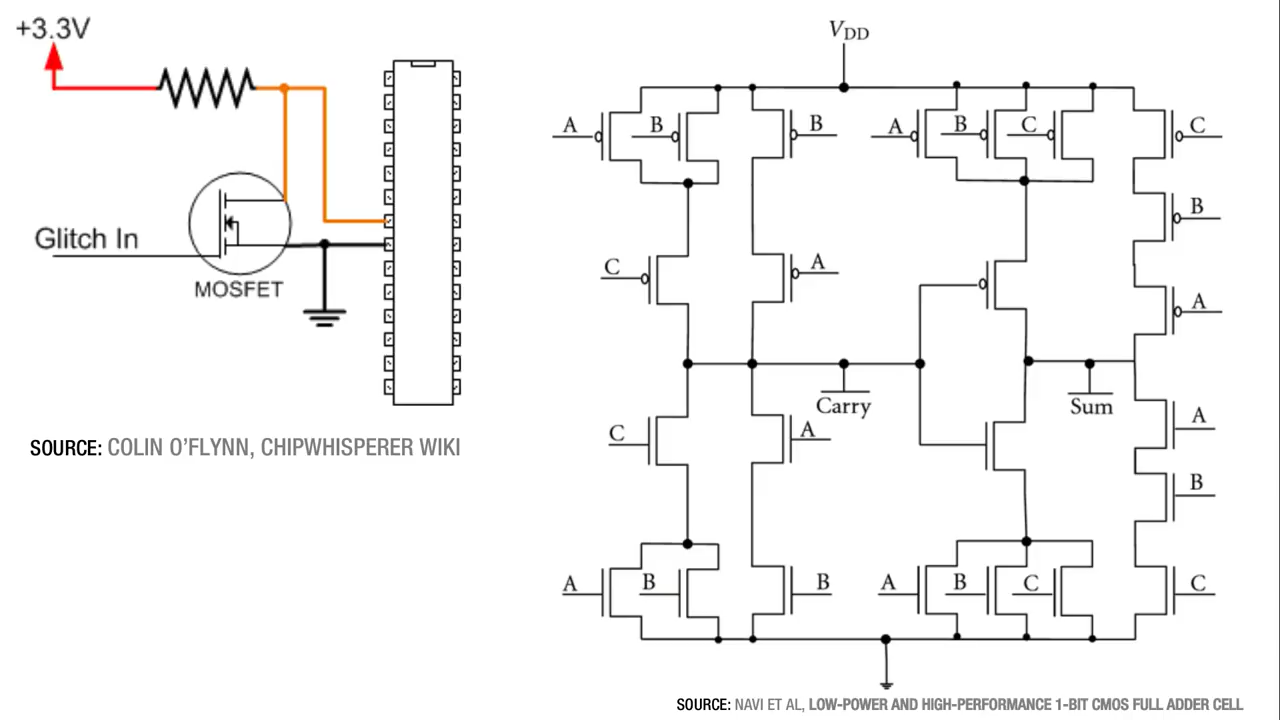 +3.3V
Glitch In
MOSFET
SOURCE: COLIN O'FLYNN, CHIPWHISPERER WIKI
VDD
A B B A B C C
B
C A A
Carry Sum
C A A
B
A B B A B C C
SOURCE: NAVI ET AL, LOW-POWER AND HIGH-PERFORMANCE 1-BIT CMOS FULL ADDER CELL